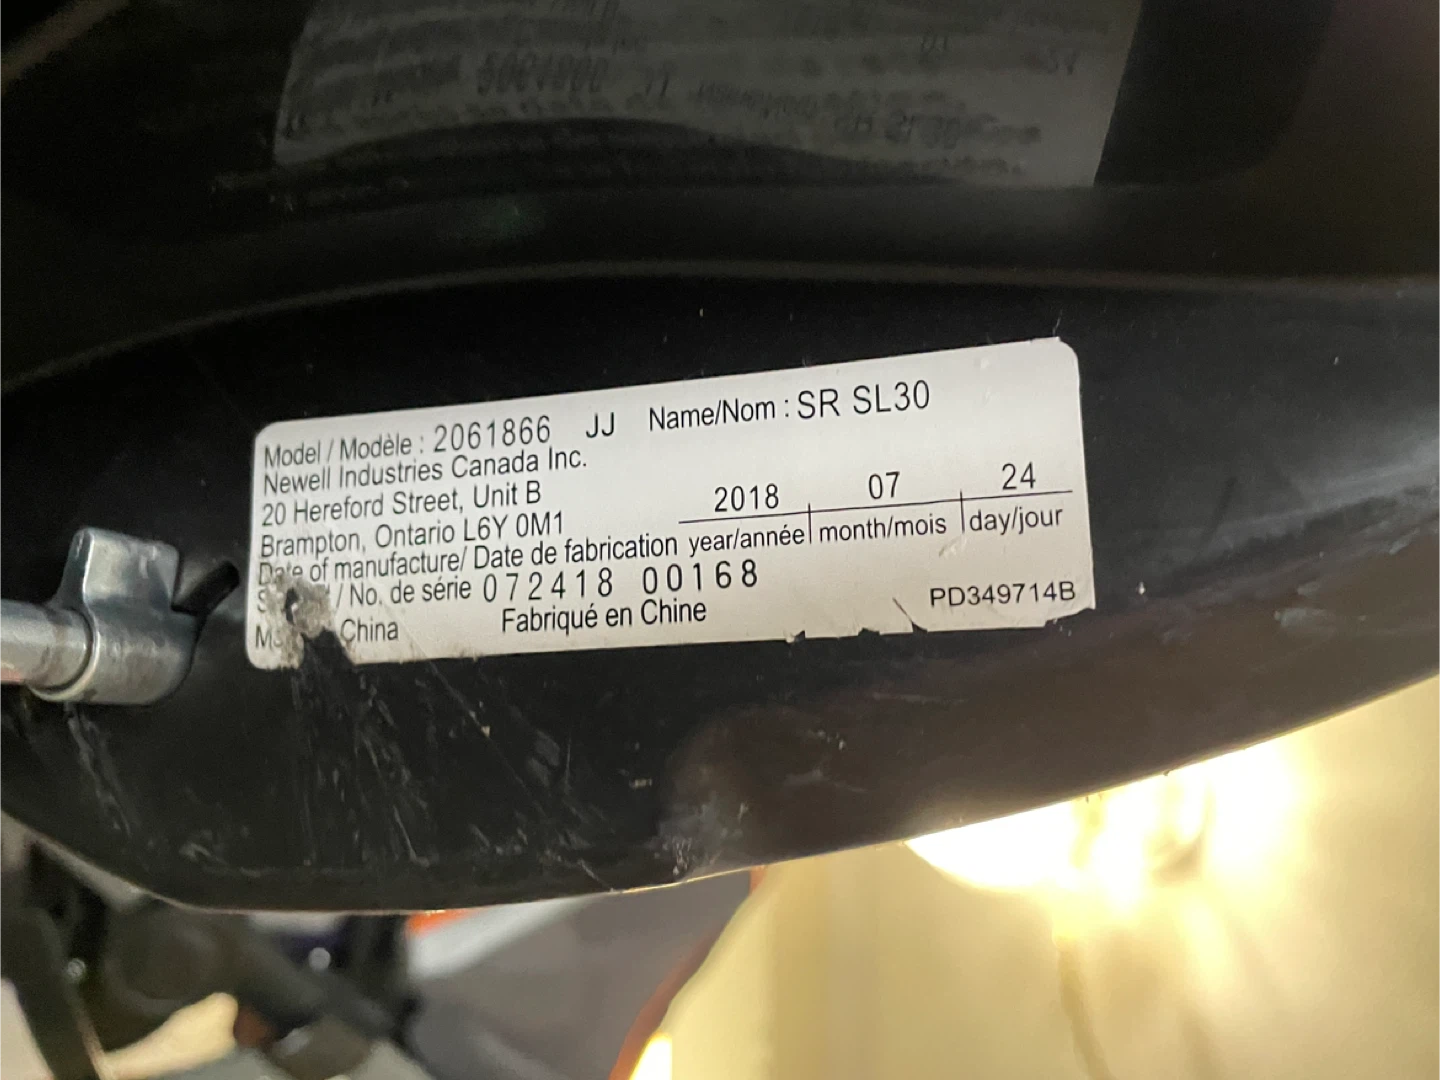 Model / Modèle : 2061866 JJ Name/Nom : SR SL30
Newell Industries Canada Inc.
20 Hereford Street, Unit B
Brampton, Ontario L6Y 0M1
2018 07 24
Date of manufacture/ Date de fabrication year/année month/mois day/jour
/ No. de série 072418 00168
China Fabriqué en Chine PD349714B